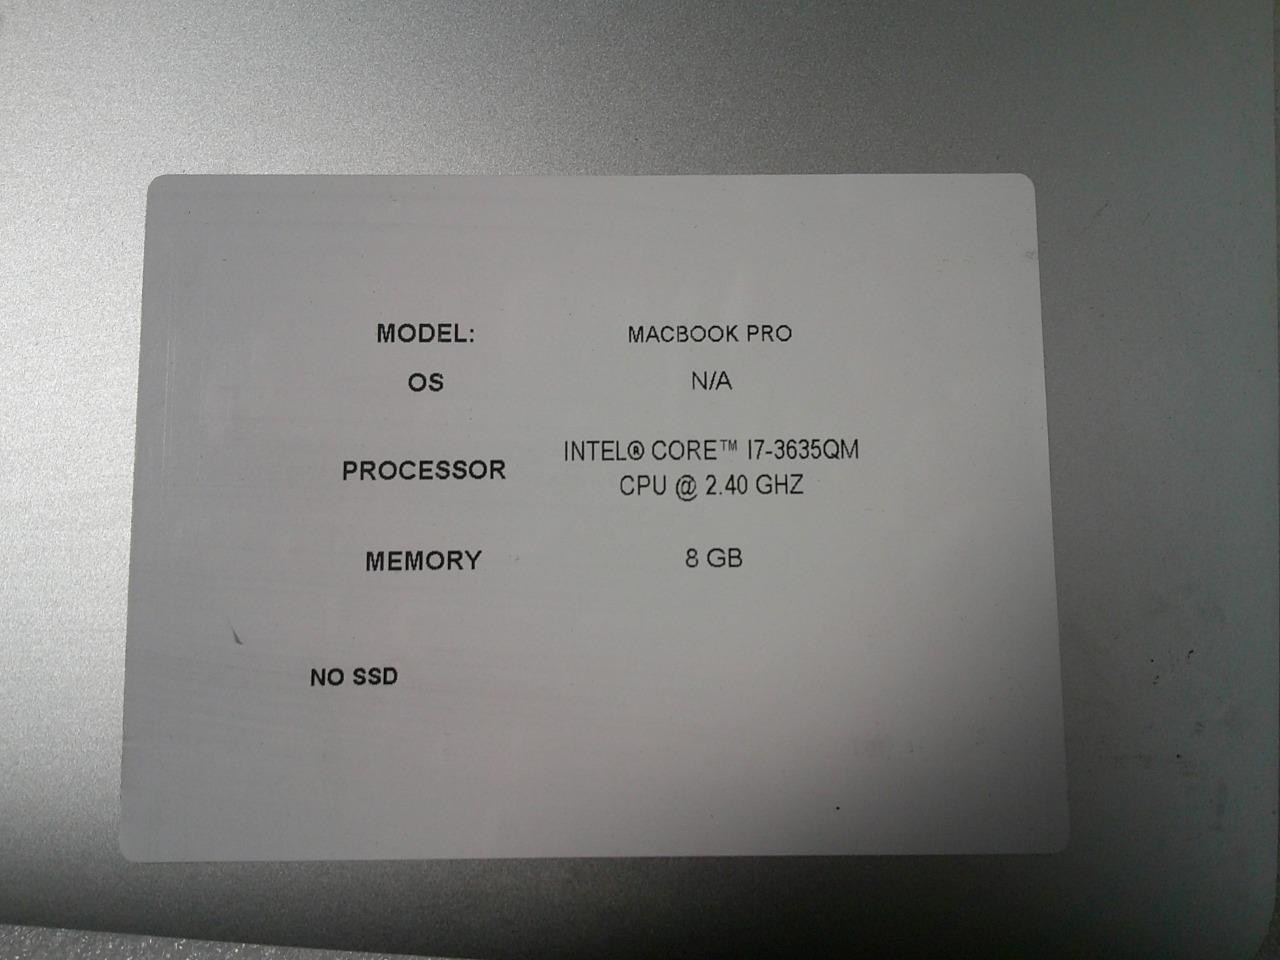 MODEL: MACBOOK PRO
OS N/A
PROCESSOR INTEL® CORE™ I7-3635QM
CPU @ 2.40 GHZ
MEMORY 8 GB
NO SSD